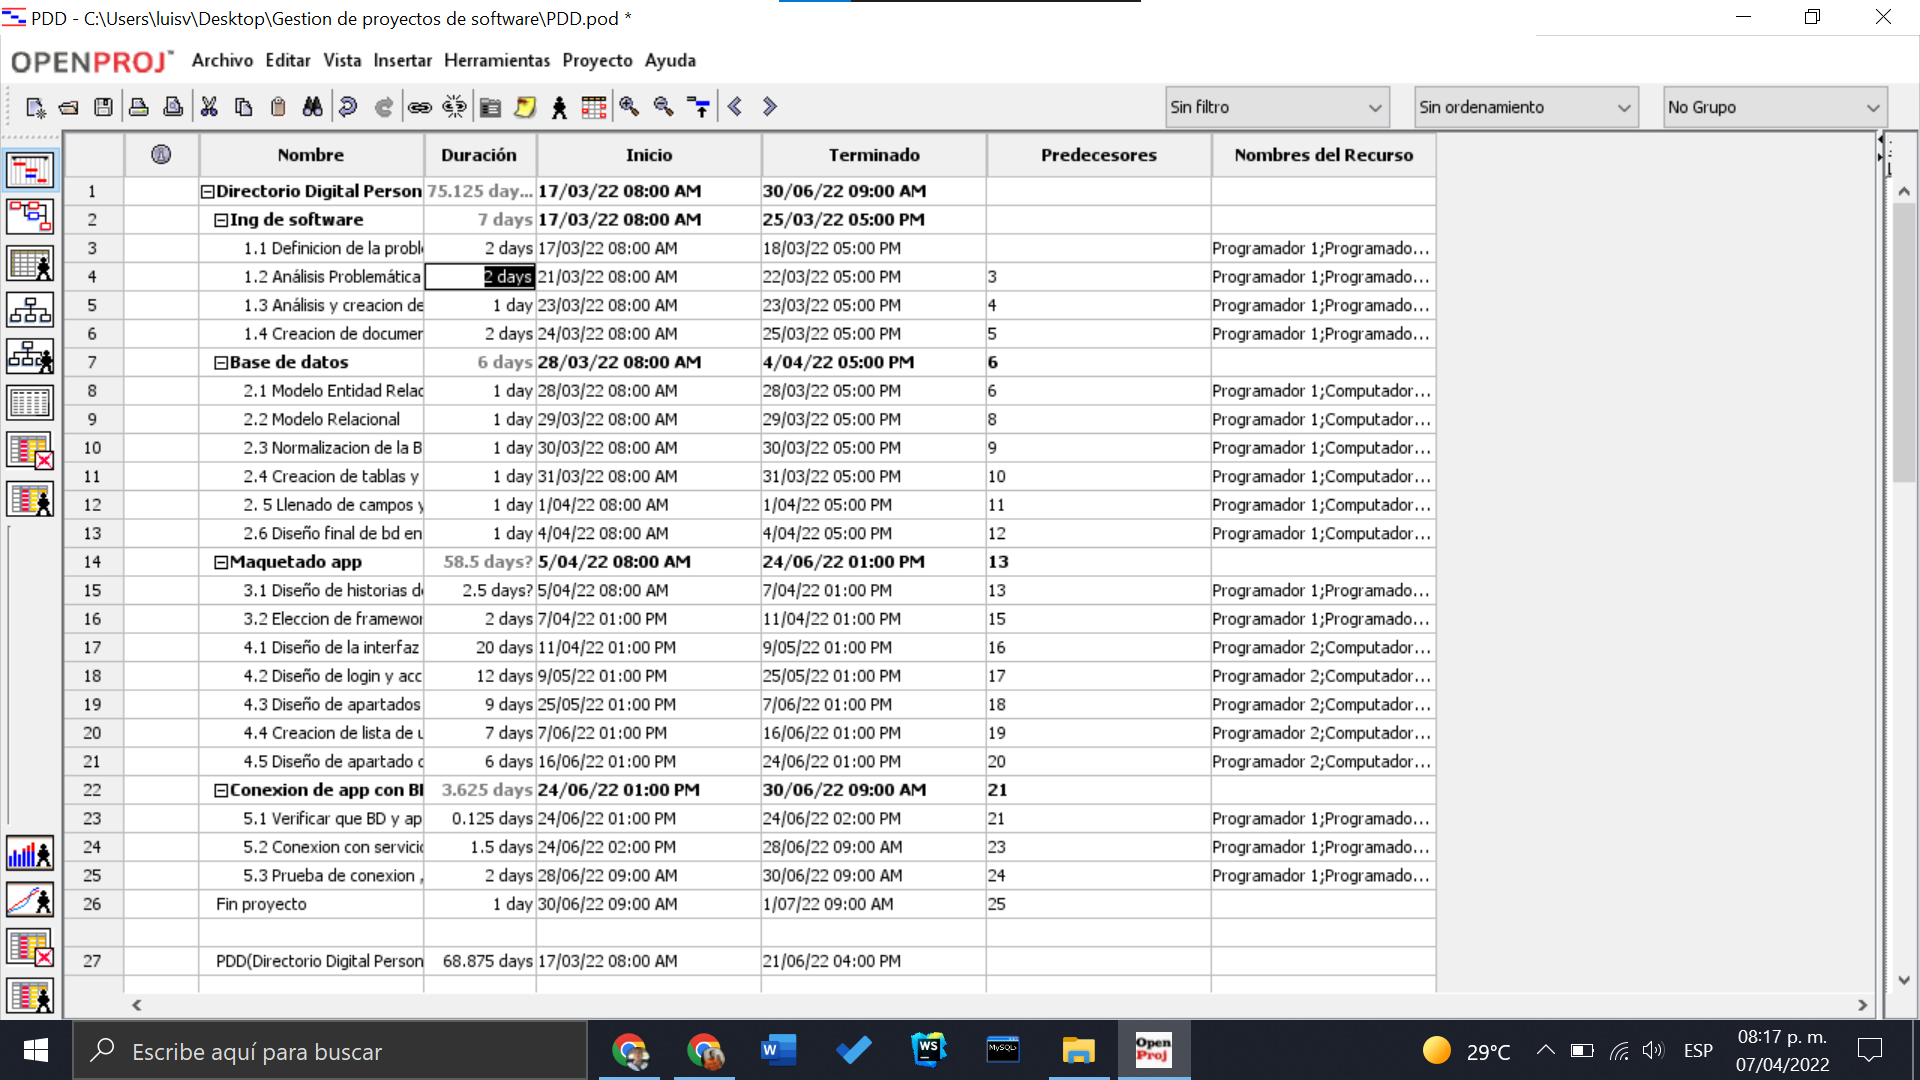 PDD - C:\Users\luisv\Desktop\Gestion de proyectos de software\PDD.pod *
OPENPROJ™ Archivo Editar Vista Insertar Herramientas Proyecto Ayuda
Sin filtro Sin ordenamiento No Grupo
Nombre Duración Inicio Terminado Predecesores Nombres del Recurso
1 Directorio Digital Person 75.125 day... 17/03/22 08:00 AM 30/06/22 09:00 AM
2 Ing de software 7 days 17/03/22 08:00 AM 25/03/22 05:00 PM
3 1.1 Definicion de la probl 2 days 17/03/22 08:00 AM 18/03/22 05:00 PM Programador 1;Programado...
4 1.2 Análisis Problemática 2 days 21/03/22 08:00 AM 22/03/22 05:00 PM 3 Programador 1;Programado...
5 1.3 Análisis y creacion de 1 day 23/03/22 08:00 AM 23/03/22 05:00 PM 4 Programador 1;Programado...
6 1.4 Creacion de documen 2 days 24/03/22 08:00 AM 25/03/22 05:00 PM 5 Programador 1;Programado...
7 Base de datos 6 days 28/03/22 08:00 AM 4/04/22 05:00 PM 6
8 2.1 Modelo Entidad Relac 1 day 28/03/22 08:00 AM 28/03/22 05:00 PM 6 Programador 1;Computador...
9 2.2 Modelo Relacional 1 day 29/03/22 08:00 AM 29/03/22 05:00 PM 8 Programador 1;Computador...
10 2.3 Normalizacion de la B 1 day 30/03/22 08:00 AM 30/03/22 05:00 PM 9 Programador 1;Computador...
11 2.4 Creacion de tablas y 1 day 31/03/22 08:00 AM 31/03/22 05:00 PM 10 Programador 1;Computador...
12 2. 5 Llenado de campos y 1 day 1/04/22 08:00 AM 1/04/22 05:00 PM 11 Programador 1;Computador...
13 2.6 Diseño final de bd en 1 day 4/04/22 08:00 AM 4/04/22 05:00 PM 12 Programador 1;Computador...
14 Maquetado app 58.5 days? 5/04/22 08:00 AM 24/06/22 01:00 PM 13
15 3.1 Diseño de historias de 2.5 days? 5/04/22 08:00 AM 7/04/22 01:00 PM 13 Programador 1;Programado...
16 3.2 Eleccion de framewor 2 days 7/04/22 01:00 PM 11/04/22 01:00 PM 15 Programador 1;Programado...
17 4.1 Diseño de la interfaz 20 days 11/04/22 01:00 PM 9/05/22 01:00 PM 16 Programador 2;Computador...
18 4.2 Diseño de login y acc 12 days 9/05/22 01:00 PM 25/05/22 01:00 PM 17 Programador 2;Computador...
19 4.3 Diseño de apartados 9 days 25/05/22 01:00 PM 7/06/22 01:00 PM 18 Programador 2;Computador...
20 4.4 Creacion de lista de u 7 days 7/06/22 01:00 PM 16/06/22 01:00 PM 19 Programador 2;Computador...
21 4.5 Diseño de apartado d 6 days 16/06/22 01:00 PM 24/06/22 01:00 PM 20 Programador 2;Computador...
22 Conexion de app con BD 3.625 days 24/06/22 01:00 PM 30/06/22 09:00 AM 21
23 5.1 Verificar que BD y ap 0.125 days 24/06/22 01:00 PM 24/06/22 02:00 PM 21 Programador 1;Programado...
24 5.2 Conexion con servicio 1.5 days 24/06/22 02:00 PM 28/06/22 09:00 AM 23 Programador 1;Programado...
25 5.3 Prueba de conexion , 2 days 28/06/22 09:00 AM 30/06/22 09:00 AM 24 Programador 1;Programado...
26 Fin proyecto 1 day 30/06/22 09:00 AM 1/07/22 09:00 AM 25
27 PDD(Directorio Digital Person 68.875 days 17/03/22 08:00 AM 21/06/22 04:00 PM
Escribe aquí para buscar
W
WS
MySQL
Open
Proj
29°C
ESP
08:17 p. m.
07/04/2022